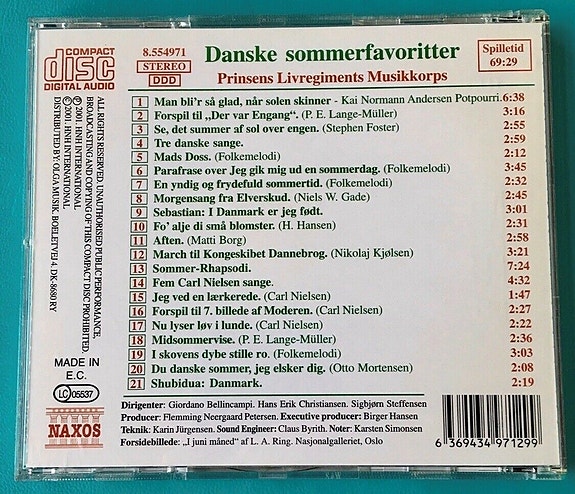 COMPACT
disc
DIGITAL AUDIO
8.554971
STEREO
DDD
Danske sommerfavoritter
Prinsens Livregiments Musikkorps
Spilletid
69:29
1 Man bli'r så glad, når solen skinner - Kai Normann Andersen Potpourri. 6:38
2 Forspil til „Der var Engang“. (P. E. Lange-Müller) 3:16
3 Se, det summer af sol over engen. (Stephen Foster) 2:55
4 Tre danske sange. 2:59
5 Mads Doss. (Folkemelodi) 2:12
6 Parafrase over Jeg gik mig ud en sommerdag. (Folkemelodi) 3:45
7 En yndig og frydefuld sommertid. (Folkemelodi) 2:32
8 Morgensang fra Elverskud. (Niels W. Gade) 2:45
9 Sebastian: I Danmark er jeg født. 3:01
10 Fo' alje di små blomster. (H. Hansen) 2:31
11 Aften. (Matti Borg) 2:58
12 March til Kongeskibet Dannebrog. (Nikolaj Kjølsen) 3:21
13 Sommer-Rhapsodi. 7:24
14 Fem Carl Nielsen sange. 4:32
15 Jeg ved en lærkerede. (Carl Nielsen) 1:47
16 Forspil til 7. billede af Moderen. (Carl Nielsen) 2:27
17 Nu lyser løv i lunde. (Carl Nielsen) 2:22
18 Midsommervise. (P. E. Lange-Müller) 2:36
19 I skovens dybe stille ro. (Folkemelodi) 3:03
20 Du danske sommer, jeg elsker dig. (Otto Mortensen) 2:08
21 Shubidua: Danmark. 2:19
ALL RIGHTS RESERVED. UNAUTHORISED PUBLIC PERFORMANCE,
BROADCASTING AND COPYING OF THIS COMPACT DISC PROHIBITED.
℗ 2001, HNH INTERNATIONAL
© 2001, HNH INTERNATIONAL
DISTRIBUTED BY: OLGA MUSIK. ROELETVEJ 4. DK-8680 RY
MADE IN
E.C.
LC 05537
NAXOS
Dirigenter: Giordano Bellincampi. Hans Erik Christiansen. Sigbjørn Steffensen
Producer: Flemming Neergaard Petersen. Executive producer: Birger Hansen
Teknik: Karin Jürgensen. Sound Engineer: Claus Byrith. Noter: Karsten Simonsen
Forsidebillede: „I juni måned“ af L. A. Ring. Nasjonalgalleriet, Oslo
6 369434 971299